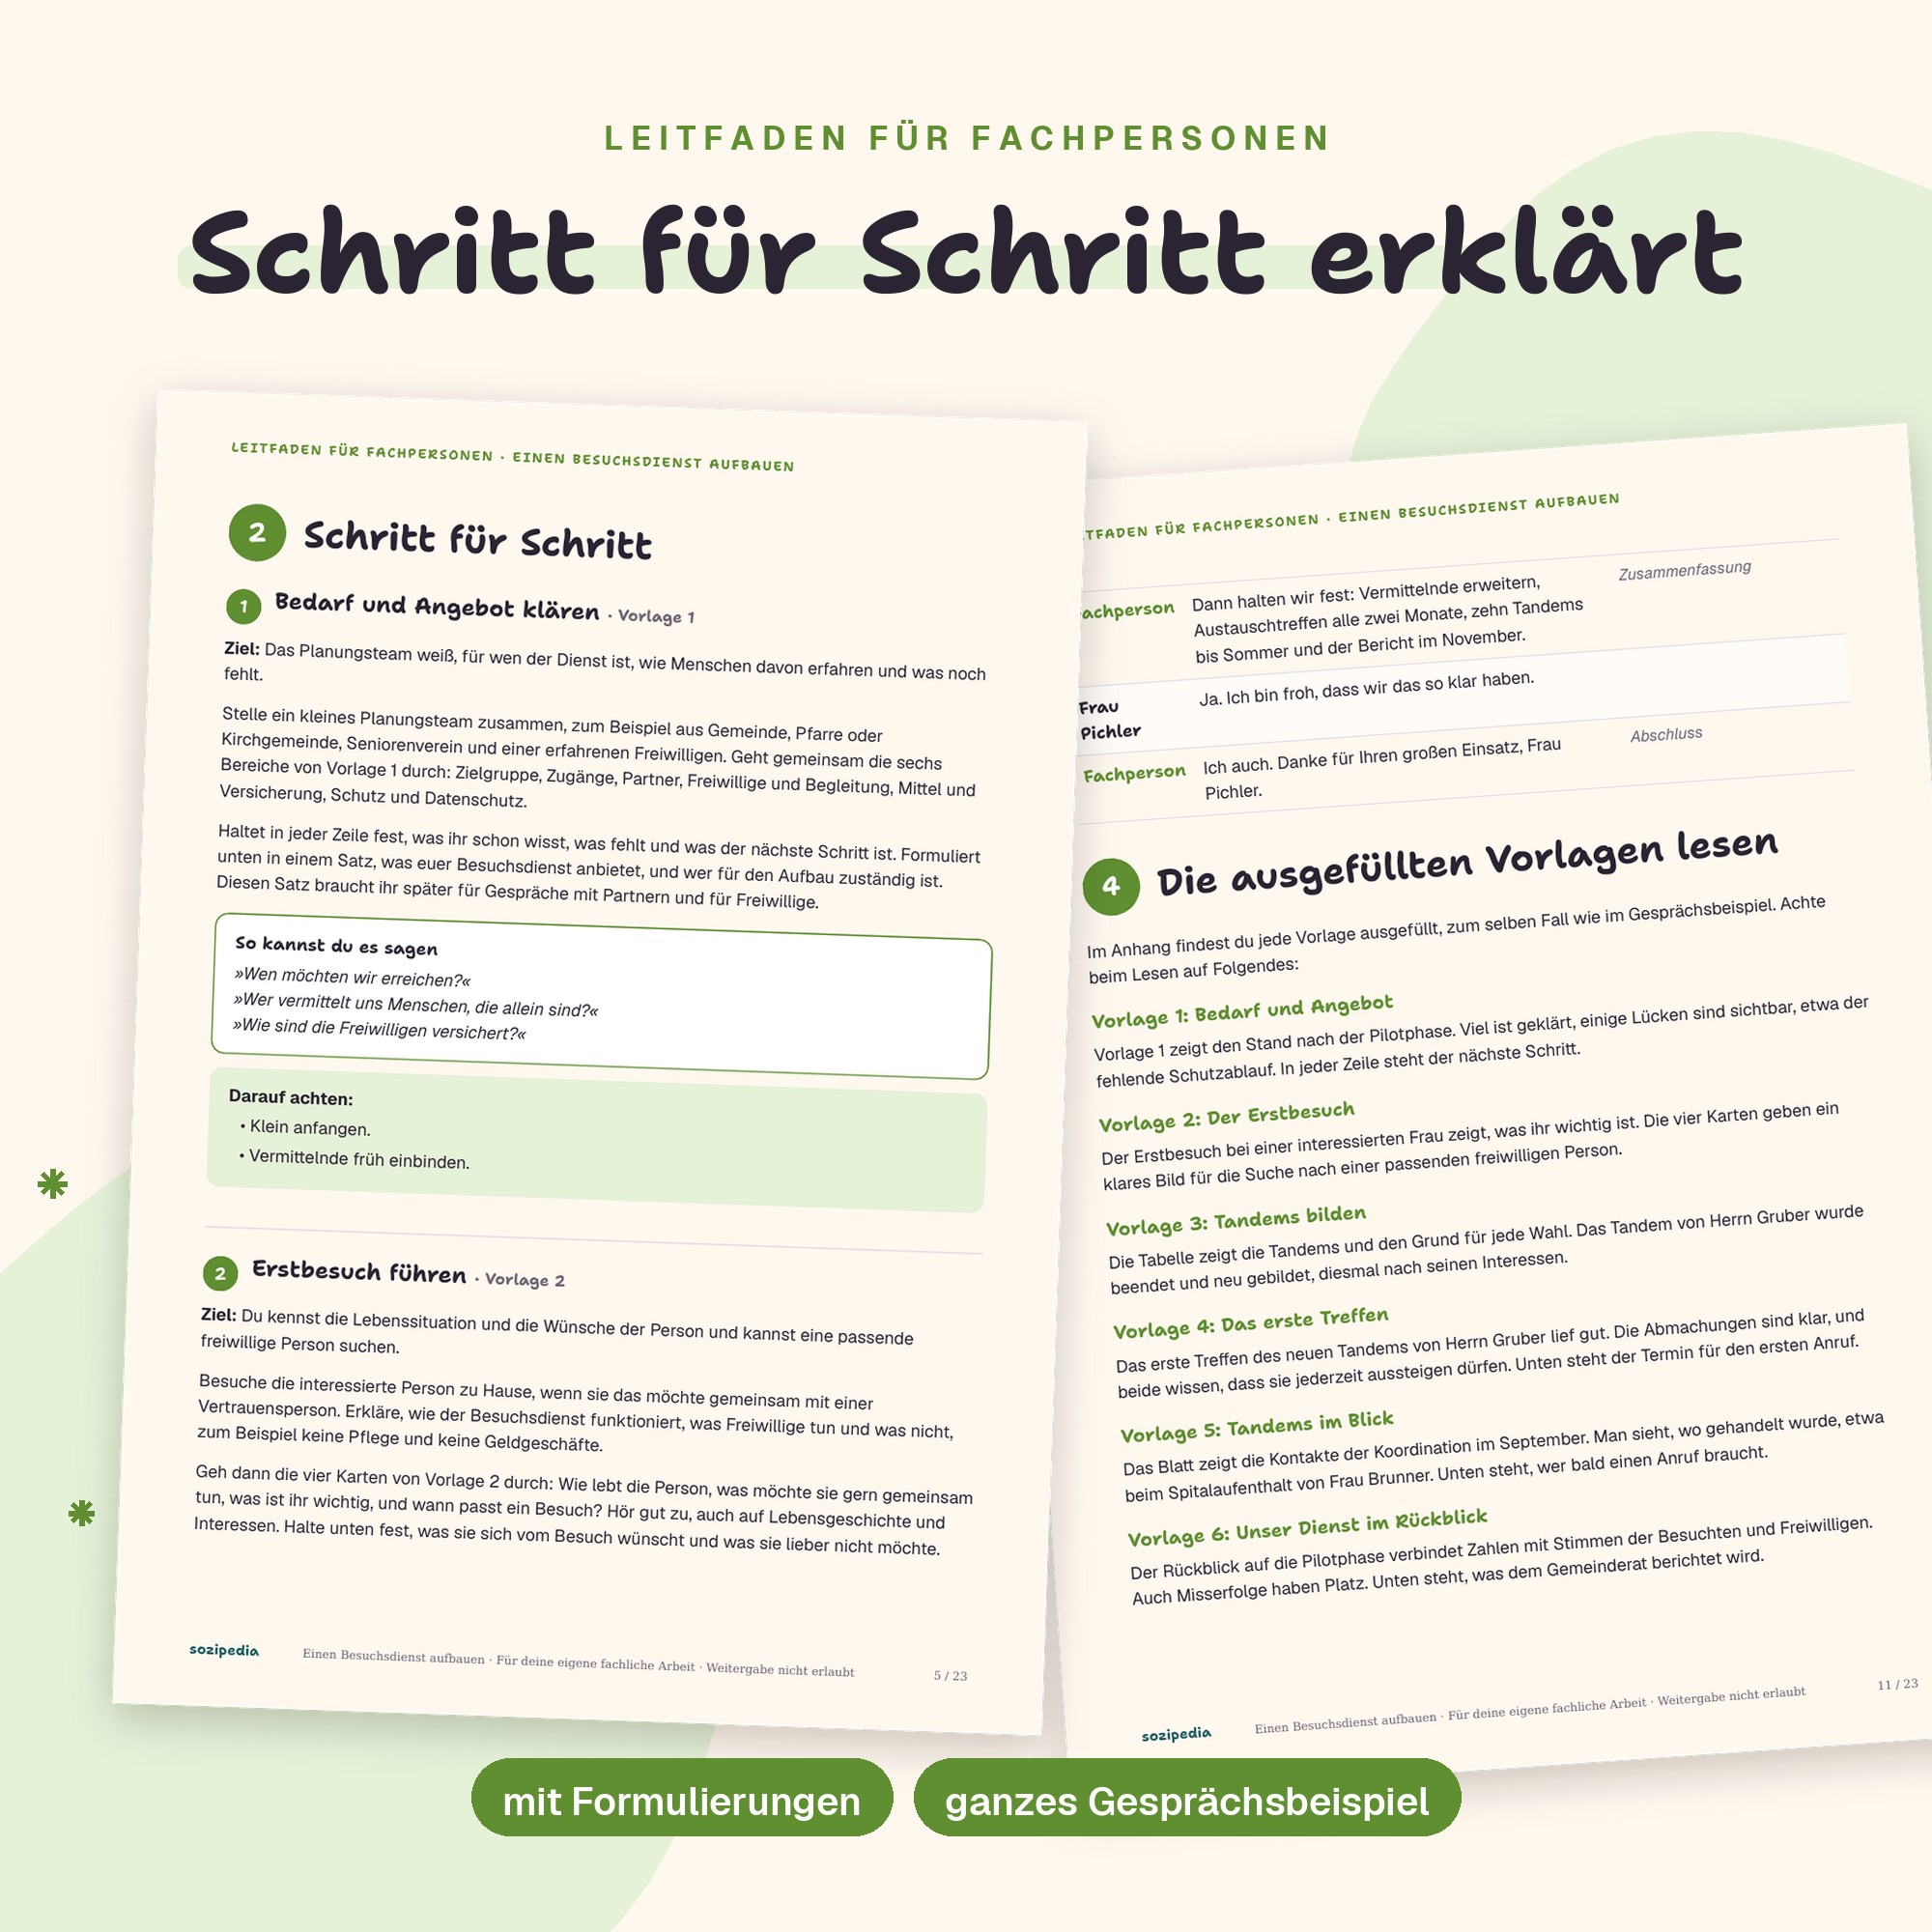 LEITFADEN FÜR FACHPERSONEN
Schritt für Schritt erklärt
LEITFADEN FÜR FACHPERSONEN · EINEN BESUCHSDIENST AUFBAUEN
2 Schritt für Schritt
1 Bedarf und Angebot klären · Vorlage 1
Ziel: Das Planungsteam weiß, für wen der Dienst ist, wie Menschen davon erfahren und was noch
fehlt.
Stelle ein kleines Planungsteam zusammen, zum Beispiel aus Gemeinde, Pfarre oder
Kirchgemeinde, Seniorenverein und einer erfahrenen Freiwilligen. Geht gemeinsam die sechs
Bereiche von Vorlage 1 durch: Zielgruppe, Zugänge, Partner, Freiwillige und Begleitung, Mittel und
Versicherung, Schutz und Datenschutz.
Haltet in jeder Zeile fest, was ihr schon wisst, was fehlt und was der nächste Schritt ist. Formuliert
unten in einem Satz, was euer Besuchsdienst anbietet, und wer für den Aufbau zuständig ist.
Diesen Satz braucht ihr später für Gespräche mit Partnern und für Freiwillige.
So kannst du es sagen
»Wen möchten wir erreichen?«
»Wer vermittelt uns Menschen, die allein sind?«
»Wie sind die Freiwilligen versichert?«
Darauf achten:
• Klein anfangen.
• Vermittelnde früh einbinden.
2 Erstbesuch führen · Vorlage 2
Ziel: Du kennst die Lebenssituation und die Wünsche der Person und kannst eine passende
freiwillige Person suchen.
Besuche die interessierte Person zu Hause, wenn sie das möchte gemeinsam mit einer
Vertrauensperson. Erkläre, wie der Besuchsdienst funktioniert, was Freiwillige tun und was nicht,
zum Beispiel keine Pflege und keine Geldgeschäfte.
Geh dann die vier Karten von Vorlage 2 durch: Wie lebt die Person, was möchte sie gern gemeinsam
tun, was ist ihr wichtig, und wann passt ein Besuch? Hör gut zu, auch auf Lebensgeschichte und
Interessen. Halte unten fest, was sie sich vom Besuch wünscht und was sie lieber nicht möchte.
sozipedia Einen Besuchsdienst aufbauen · Für deine eigene fachliche Arbeit · Weitergabe nicht erlaubt 5 / 23
TFADEN FÜR FACHPERSONEN · EINEN BESUCHSDIENST AUFBAUEN
achperson Dann halten wir fest: Vermittelnde erweitern, Zusammenfassung
Austauschtreffen alle zwei Monate, zehn Tandems
bis Sommer und der Bericht im November.
Frau Ja. Ich bin froh, dass wir das so klar haben.
Pichler
Fachperson Ich auch. Danke für Ihren großen Einsatz, Frau Abschluss
Pichler.
4 Die ausgefüllten Vorlagen lesen
Im Anhang findest du jede Vorlage ausgefüllt, zum selben Fall wie im Gesprächsbeispiel. Achte
beim Lesen auf Folgendes:
Vorlage 1: Bedarf und Angebot
Vorlage 1 zeigt den Stand nach der Pilotphase. Viel ist geklärt, einige Lücken sind sichtbar, etwa der
fehlende Schutzablauf. In jeder Zeile steht der nächste Schritt.
Vorlage 2: Der Erstbesuch
Der Erstbesuch bei einer interessierten Frau zeigt, was ihr wichtig ist. Die vier Karten geben ein
klares Bild für die Suche nach einer passenden freiwilligen Person.
Vorlage 3: Tandems bilden
Die Tabelle zeigt die Tandems und den Grund für jede Wahl. Das Tandem von Herrn Gruber wurde
beendet und neu gebildet, diesmal nach seinen Interessen.
Vorlage 4: Das erste Treffen
Das erste Treffen des neuen Tandems von Herrn Gruber lief gut. Die Abmachungen sind klar, und
beide wissen, dass sie jederzeit aussteigen dürfen. Unten steht der Termin für den ersten Anruf.
Vorlage 5: Tandems im Blick
Das Blatt zeigt die Kontakte der Koordination im September. Man sieht, wo gehandelt wurde, etwa
beim Spitalaufenthalt von Frau Brunner. Unten steht, wer bald einen Anruf braucht.
Vorlage 6: Unser Dienst im Rückblick
Der Rückblick auf die Pilotphase verbindet Zahlen mit Stimmen der Besuchten und Freiwilligen.
Auch Misserfolge haben Platz. Unten steht, was dem Gemeinderat berichtet wird.
sozipedia Einen Besuchsdienst aufbauen · Für deine eigene fachliche Arbeit · Weitergabe nicht erlaubt 11 / 23
mit Formulierungen
ganzes Gesprächsbeispiel